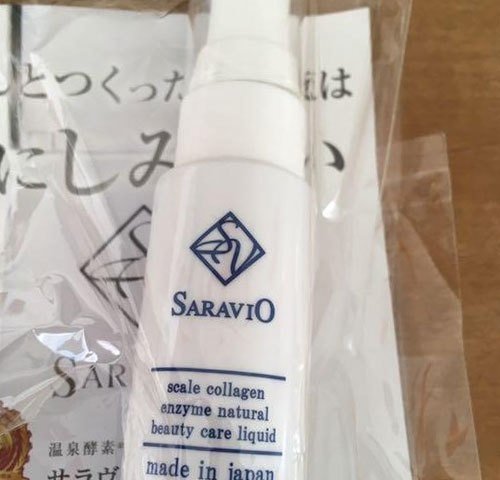 とつくった
は
にしみ
い
SARAVIO
scale collagen
enzyme natural
beauty care liquid
made in japan
SAR
温泉酵素
サラヴ